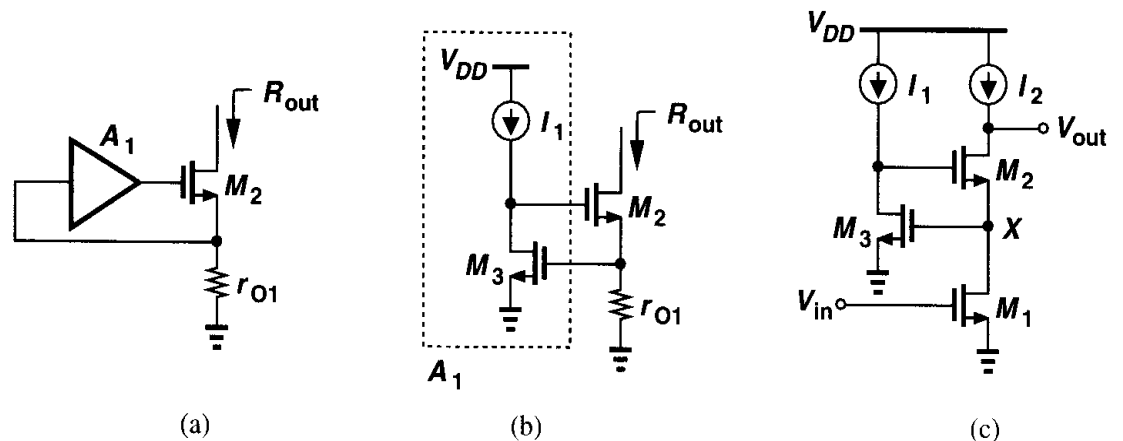 A1
Rout
M2
rO1
(a)
VDD
I1
Rout
M2
M3
rO1
A1
(b)
VDD
I1
I2
Vout
M2
M3
X
Vin
M1
(c)